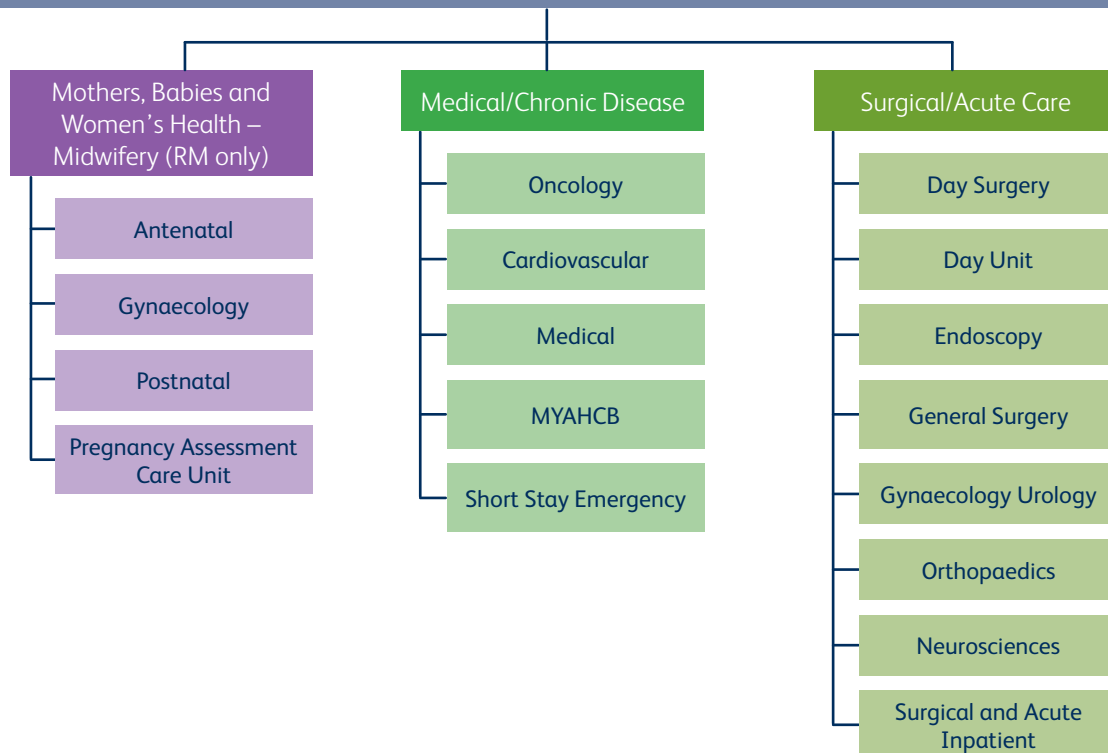 Mothers, Babies and
Women’s Health –
Midwifery (RM only)
Antenatal
Gynaecology
Postnatal
Pregnancy Assessment
Care Unit
Medical/Chronic Disease
Oncology
Cardiovascular
Medical
MYAHCB
Short Stay Emergency
Surgical/Acute Care
Day Surgery
Day Unit
Endoscopy
General Surgery
Gynaecology Urology
Orthopaedics
Neurosciences
Surgical and Acute
Inpatient